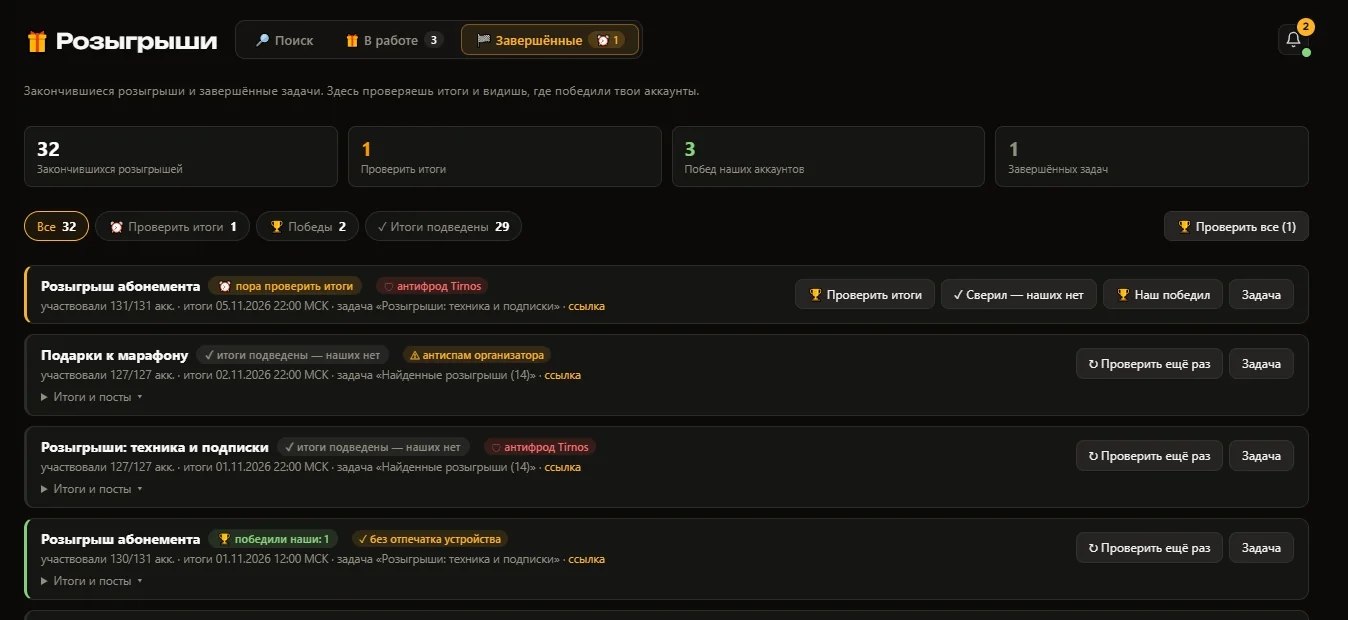 Розыгрыши
Поиск
В работе 3
Завершённые 1
2
Закончившиеся розыгрыши и завершённые задачи. Здесь проверяешь итоги и видишь, где победили твои аккаунты.
32
Закончившихся розыгрышей
1
Проверить итоги
3
Побед наших аккаунтов
1
Завершённых задач
Все 32
Проверить итоги 1
Победы 2
✓ Итоги подведены 29
Проверить все (1)
Розыгрыш абонемента пора проверить итоги антифрод Tirnos
участвовали 131/131 акк. · итоги 05.11.2026 22:00 МСК · задача «Розыгрыши: техника и подписки» · ссылка
Проверить итоги
✓ Сверил — наших нет
Наш победил
Задача
Подарки к марафону ✓ итоги подведены — наших нет ⚠ антиспам организатора
участвовали 127/127 акк. · итоги 02.11.2026 22:00 МСК · задача «Найденные розыгрыши (14)» · ссылка
▶ Итоги и посты ▾
↻ Проверить ещё раз
Задача
Розыгрыши: техника и подписки ✓ итоги подведены — наших нет антифрод Tirnos
участвовали 127/127 акк. · итоги 01.11.2026 22:00 МСК · задача «Найденные розыгрыши (14)» · ссылка
▶ Итоги и посты ▾
↻ Проверить ещё раз
Задача
Розыгрыш абонемента победили наши: 1 ✓ без отпечатка устройства
участвовали 130/131 акк. · итоги 01.11.2026 12:00 МСК · задача «Розыгрыши: техника и подписки» · ссылка
▶ Итоги и посты ▾
↻ Проверить ещё раз
Задача